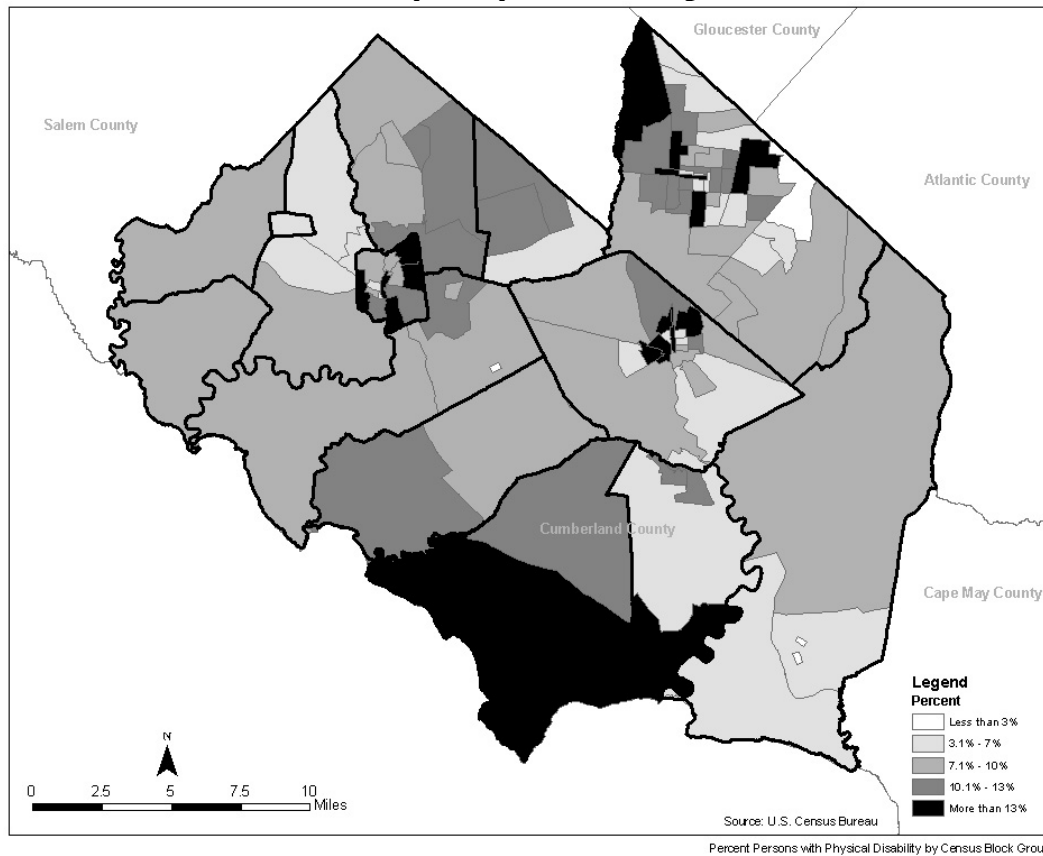 Gloucester County
Salem County
Atlantic County
Cumberland County
Cape May County
Legend
Percent
Less than 3%
3.1% - 7%
7.1% - 10%
10.1% - 13%
More than 13%
N
0 2.5 5 7.5 10
Miles
Source: U.S. Census Bureau
Percent Persons with Physical Disability by Census Block Grou